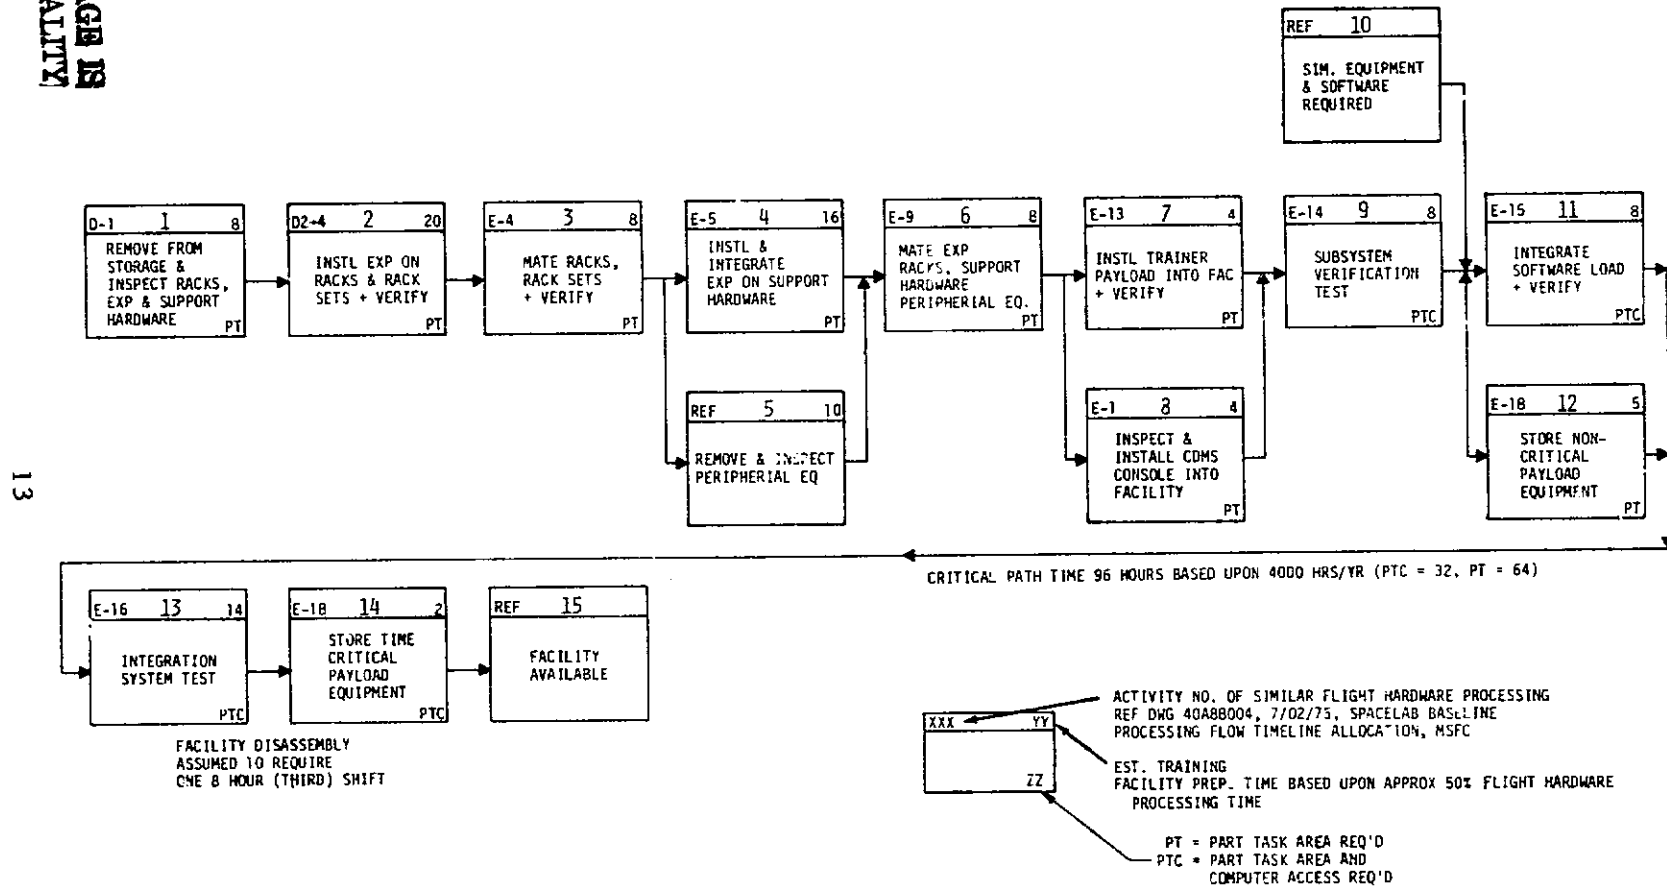 GE IS
ALITY
REF 10
SIM. EQUIPMENT
& SOFTWARE
REQUIRED
D-1 1 8
REMOVE FROM
STORAGE &
INSPECT RACKS,
EXP & SUPPORT
HARDWARE
PT
D2→4 2 20
INSTL EXP ON
RACKS & RACK
SETS + VERIFY
PT
E-4 3 8
MATE RACKS,
RACK SETS
+ VERIFY
PT
E-5 4 16
INSTL &
INTEGRATE
EXP ON SUPPORT
HARDWARE
PT
E-9 6 8
MATE EXP
RACKS, SUPPORT
HARDWARE
PERIPHERIAL EQ.
PT
E-13 7 4
INSTL TRAINER
PAYLOAD INTO FAC
+ VERIFY
PT
E-14 9 8
SUBSYSTEM
VERIFICATION
TEST
PTC
E-15 11 8
INTEGRATE
SOFTWARE LOAD
+ VERIFY
PTC
REF 5 10
REMOVE & INSPECT
PERIPHERIAL EQ
E-1 8 4
INSPECT &
INSTALL CDMS
CONSOLE INTO
FACILITY
PT
E-18 12 5
STORE NON-
CRITICAL
PAYLOAD
EQUIPMENT
PT
13
CRITICAL PATH TIME 96 HOURS BASED UPON 4000 HRS/YR (PTC = 32, PT = 64)
E-16 13 14
INTEGRATION
SYSTEM TEST
PTC
E-18 14 2
STORE TIME
CRITICAL
PAYLOAD
EQUIPMENT
PTC
REF 15
FACILITY
AVAILABLE
FACILITY DISASSEMBLY
ASSUMED TO REQUIRE
ONE 8 HOUR (THIRD) SHIFT
XXX YY
ZZ
ACTIVITY NO. OF SIMILAR FLIGHT HARDWARE PROCESSING
REF DWG 40A88004, 7/02/75, SPACELAB BASELINE
PROCESSING FLOW TIMELINE ALLOCATION, MSFC
EST. TRAINING
FACILITY PREP. TIME BASED UPON APPROX 50% FLIGHT HARDWARE
PROCESSING TIME
PT = PART TASK AREA REQ'D
PTC = PART TASK AREA AND
COMPUTER ACCESS REQ'D